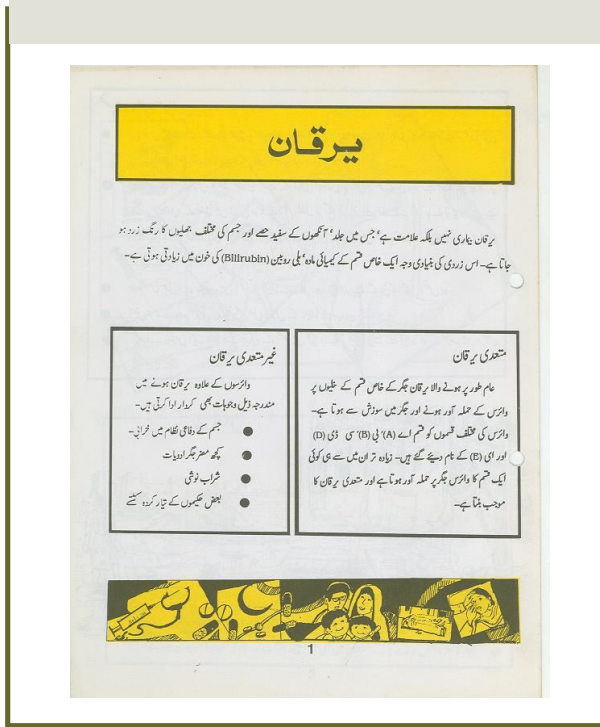 یرقان
یرقان بیماری نہیں بلکہ علامت ہے‘ جس میں جلد‘ آنکھوں کے سفید حصے اور جسم کی مختلف جھلیوں کا رنگ زرد ہو
جاتا ہے۔ اس زردی کی بنیادی وجہ ایک خاص قسم کے کیمیائی مادہ‘ بلی روبین (Bilirubin) کی خون میں زیادتی ہوتی ہے۔
متعدی یرقان
عام طور پر ہونے والا یرقان جگر کے خاص قسم کے خلیوں پر
وائرس کے حملہ آور ہونے اور جگر میں سوزش سے ہوتا ہے۔
وائرس کی مختلف قسموں کو قسم اے (A)‘ بی (B)‘ سی ڈی (D)
اور ای (E) کے نام دیئے گئے ہیں۔ زیادہ تر ان میں سے ہی کوئی
ایک قسم کا وائرس جگر پر حملہ آور ہوتا ہے اور متعدی یرقان کا
موجب بنتا ہے۔
غیر متعدی یرقان
وائرسوں کے علاوہ یرقان ہونے میں
مندرجہ ذیل وجوہات بھی کردار ادا کرتی ہیں۔
● جسم کے دفاعی نظام میں خرابی۔
● کچھ مضر جگر ادویات
● شراب نوشی
● بعض حکیموں کے تیار کردہ کشتے
1